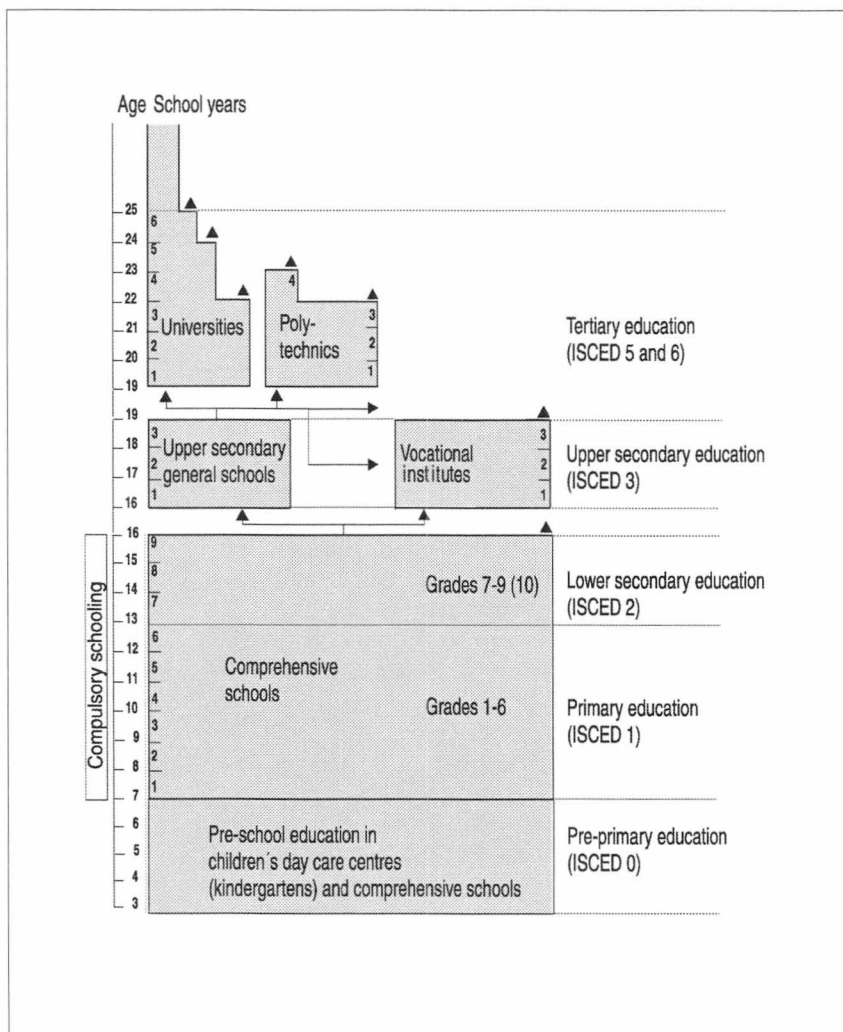 Age School years
25
24
23
22
21
20
19
6
5
4
3
2
1
Universities
4
3
2
1
Poly-
technics
Tertiary education
(ISCED 5 and 6)
19
18
17
16
3
2
1
Upper secondary
general schools
Vocational
institutes
3
2
1
Upper secondary education
(ISCED 3)
Compulsory schooling
16
15
14
13
12
11
10
9
8
7
9
8
7
6
5
4
3
2
1
Grades 7-9 (10)
Lower secondary education
(ISCED 2)
Comprehensive
schools
Grades 1-6
Primary education
(ISCED 1)
6
5
4
3
Pre-school education in
children´s day care centres
(kindergartens) and comprehensive schools
Pre-primary education
(ISCED 0)